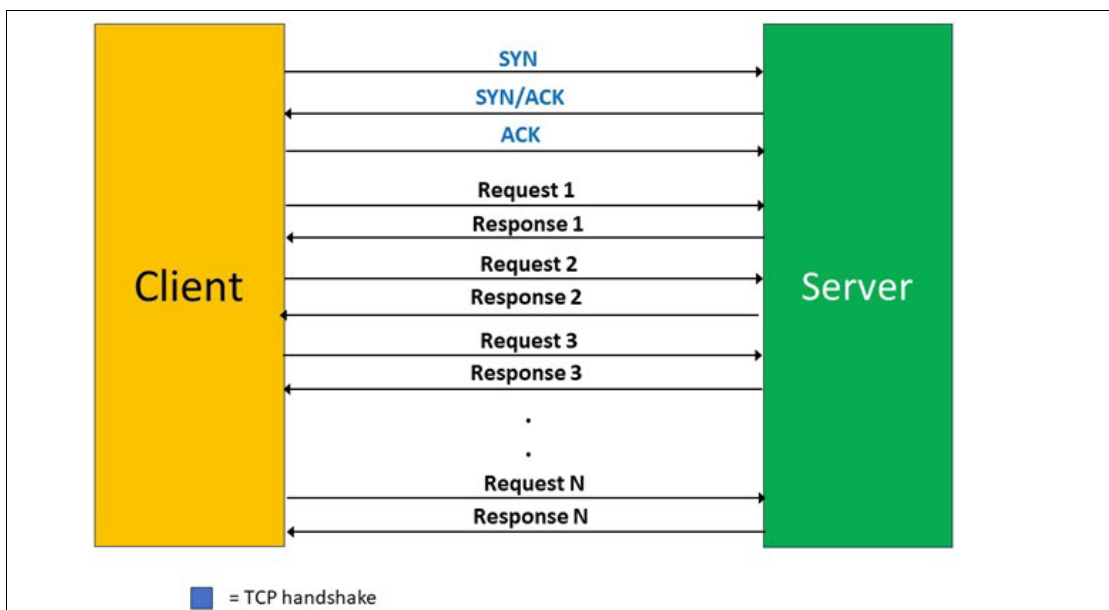 SYN
SYN/ACK
ACK
Request 1
Response 1
Request 2
Response 2
Request 3
Response 3
.
.
Request N
Response N
Client
Server
= TCP handshake